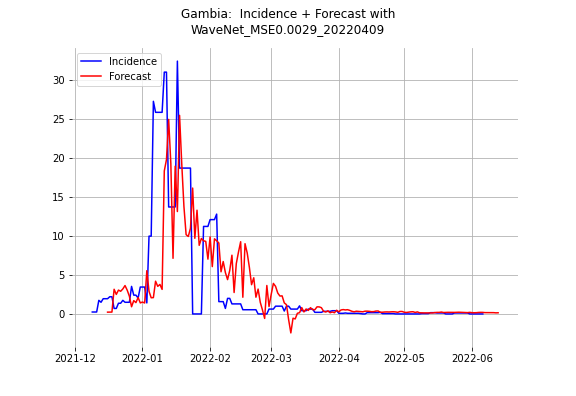 Gambia:  Incidence + Forecast with
WaveNet_MSE0.0029_20220409
Incidence
Forecast
30
25
20
15
10
5
0
2021-12 2022-01 2022-02 2022-03 2022-04 2022-05 2022-06